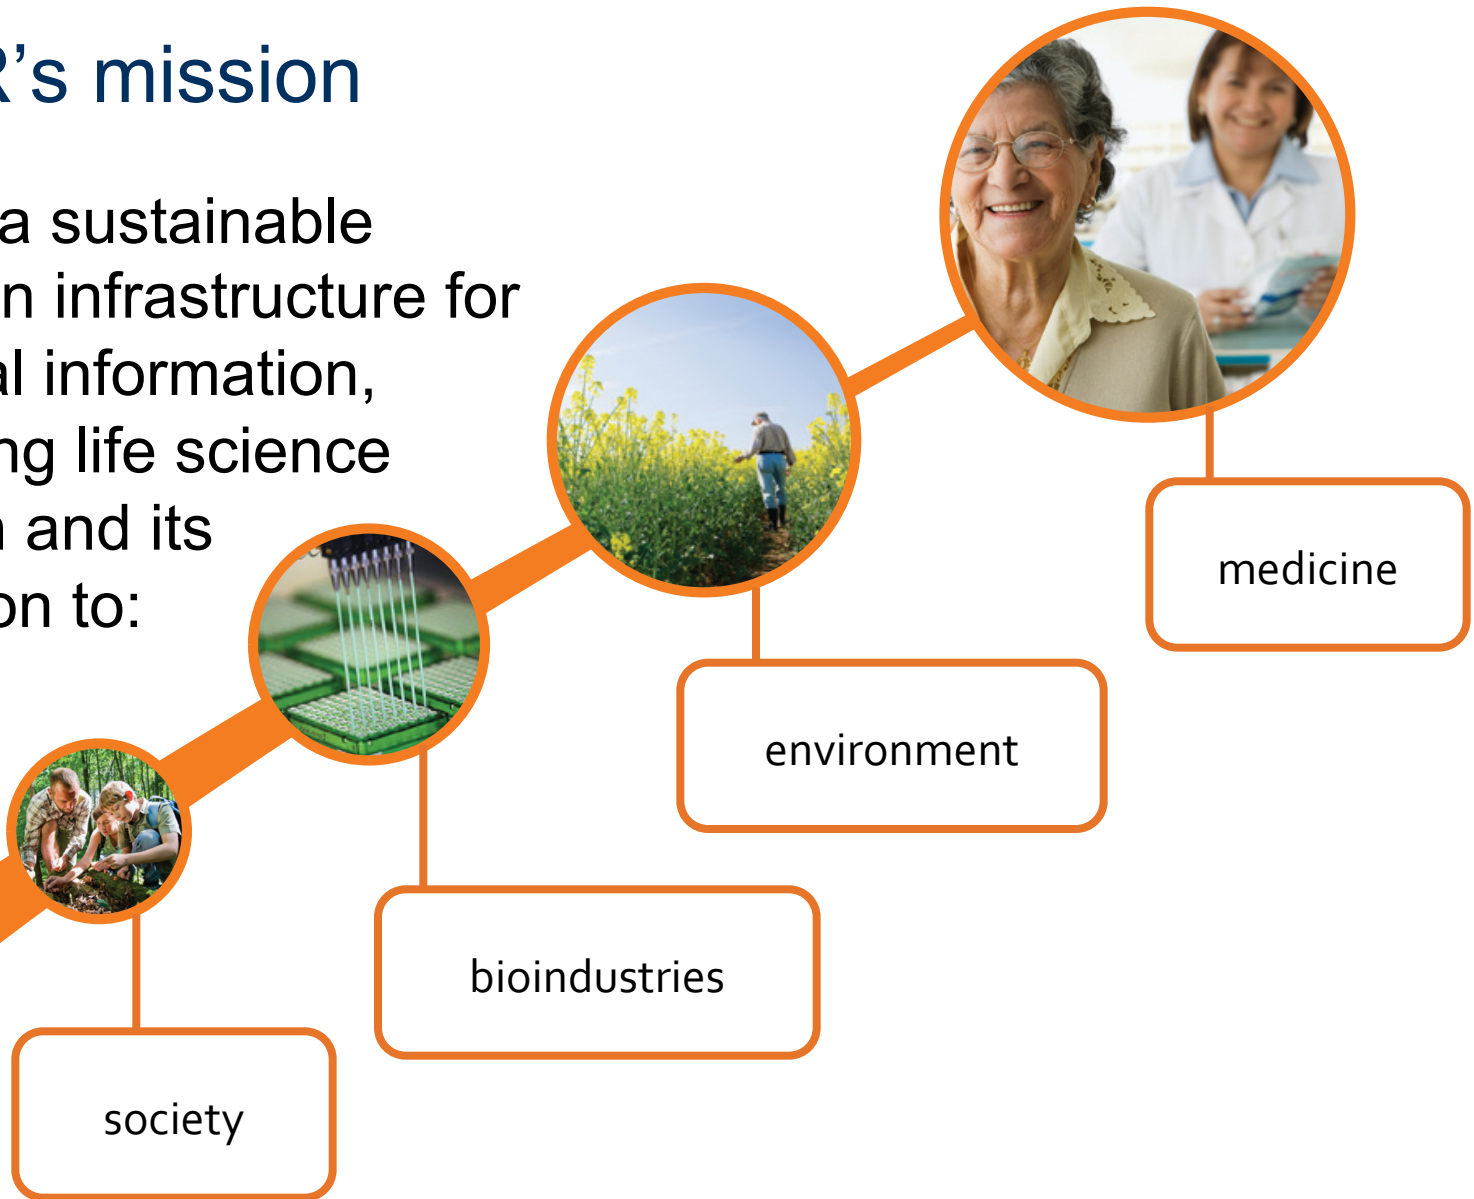 R's mission
a sustainable
n infrastructure for
al information,
ng life science
and its
on to:
medicine
environment
bioindustries
society